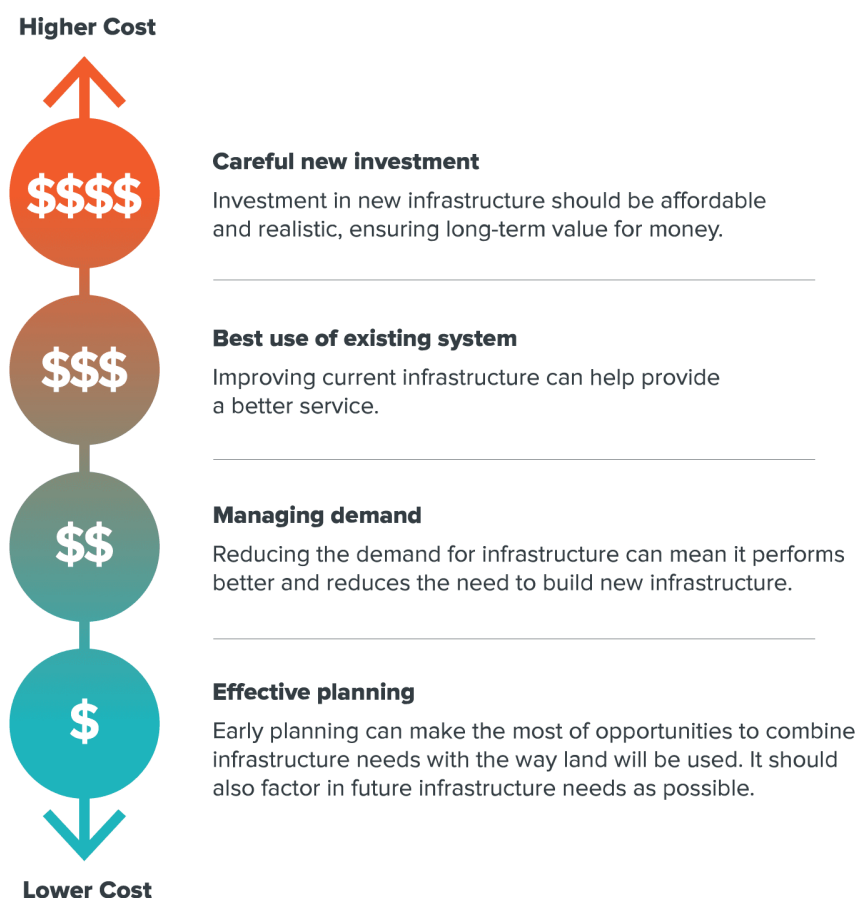 Higher Cost
$$$$
Careful new investment
Investment in new infrastructure should be affordable
and realistic, ensuring long-term value for money.
$$$
Best use of existing system
Improving current infrastructure can help provide
a better service.
$$
Managing demand
Reducing the demand for infrastructure can mean it performs
better and reduces the need to build new infrastructure.
$
Effective planning
Early planning can make the most of opportunities to combine
infrastructure needs with the way land will be used. It should
also factor in future infrastructure needs as possible.
Lower Cost